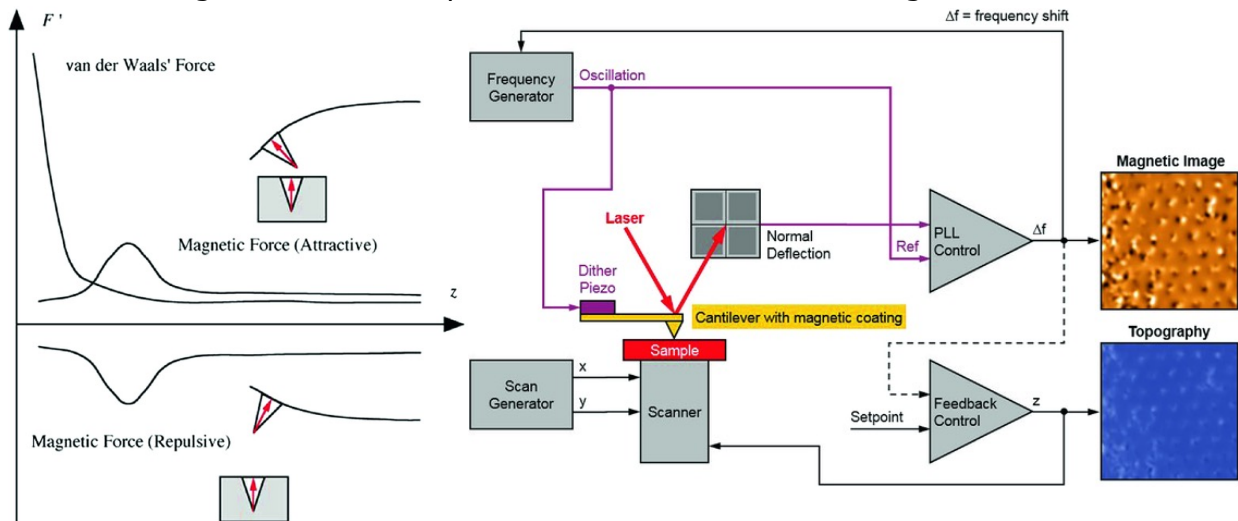 F '
van der Waals' Force
Magnetic Force (Attractive)
z
Magnetic Force (Repulsive)
Δf = frequency shift
Frequency
Generator
Oscillation
Laser
Normal
Deflection
Ref
PLL
Control
Δf
Magnetic Image
Dither
Piezo
Cantilever with magnetic coating
Sample
Topography
Scan
Generator
x
y
Scanner
Setpoint
Feedback
Control
z